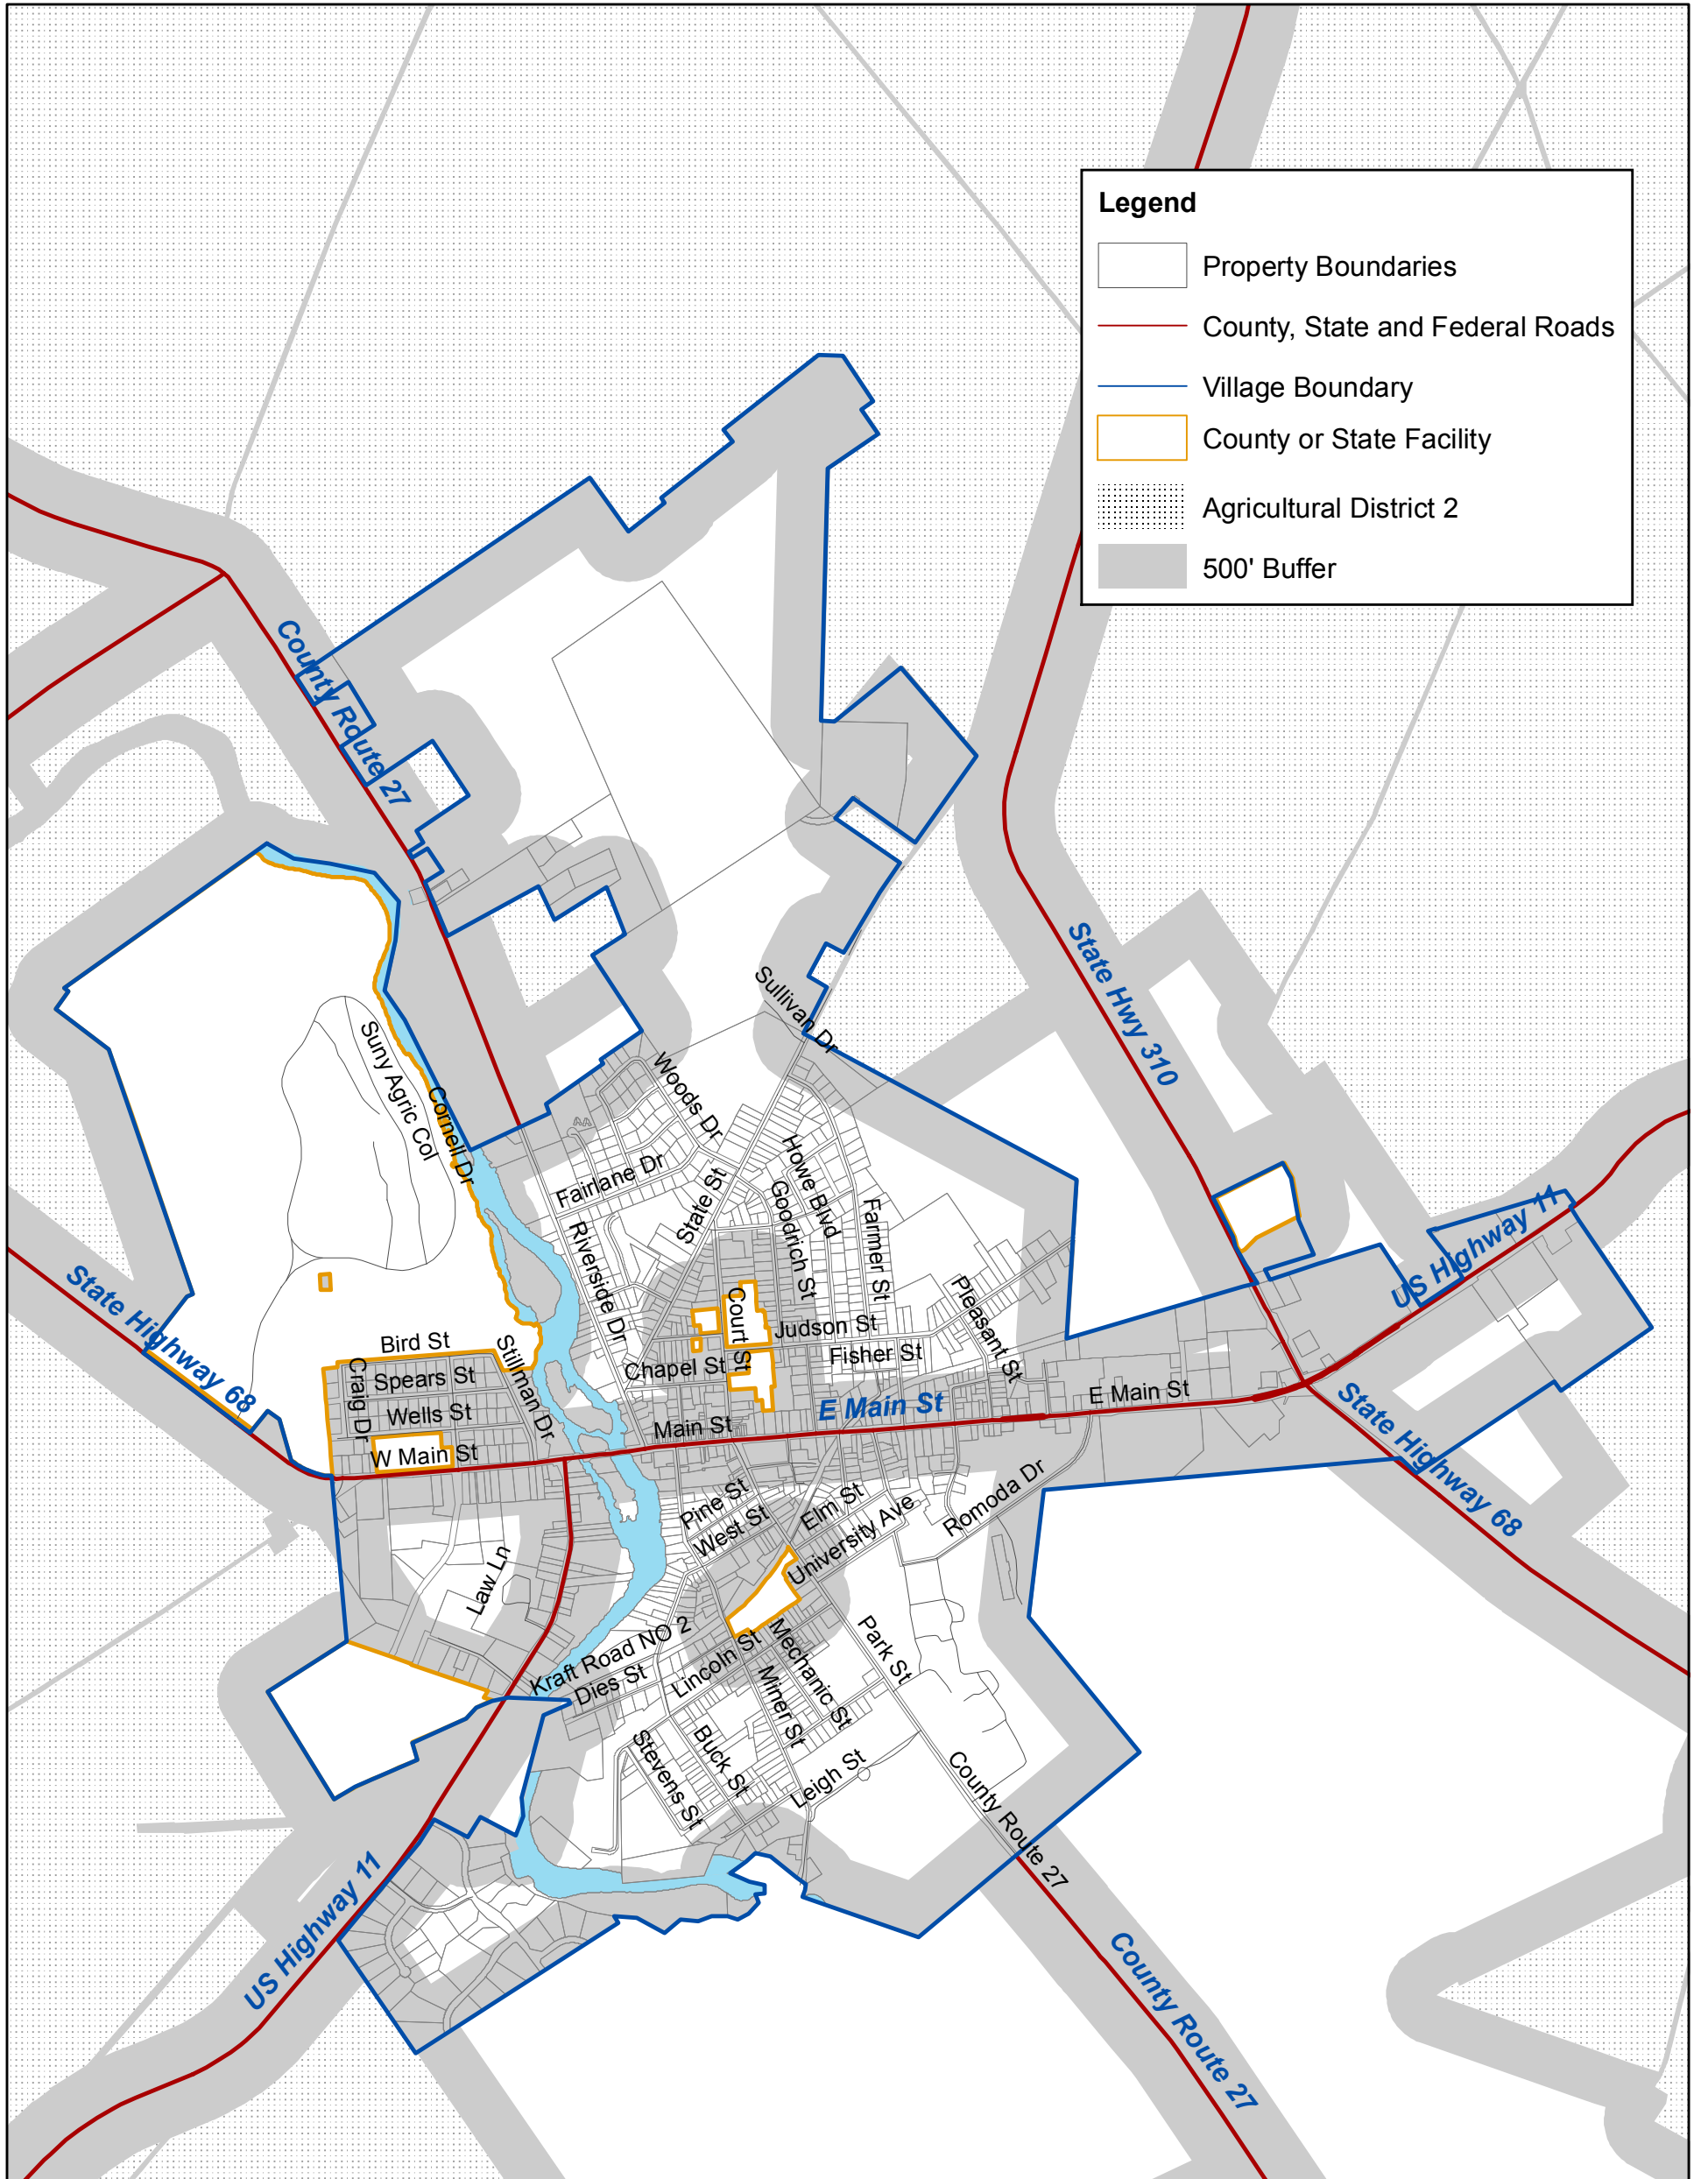 Legend
Property Boundaries
County, State and Federal Roads
Village Boundary
County or State Facility
Agricultural District 2
500' Buffer
County Route 27
State Hwy 310
Sullivan Dr
Suny Agric Col
Cornell Dr
Woods Dr
Fairlane Dr
State St
Howe Blvd
Goodrich St
Farmer St
Riverside Dr
US Highway 11
State Highway 68
Pleasant St
Court St
Judson St
Fisher St
Chapel St
Bird St
Stillman Dr
Craig Dr
Spears St
Wells St
W Main St
Main St
E Main St
E Main St
State Highway 68
Pine St
West St
Elm St
University Ave
Romoda Dr
Law Ln
Kraft Road NO 2
Dies St
Lincoln St
Mechanic St
Miner St
Park St
Stevens St
Buck St
Leigh St
County Route 27
US Highway 11
County Route 27